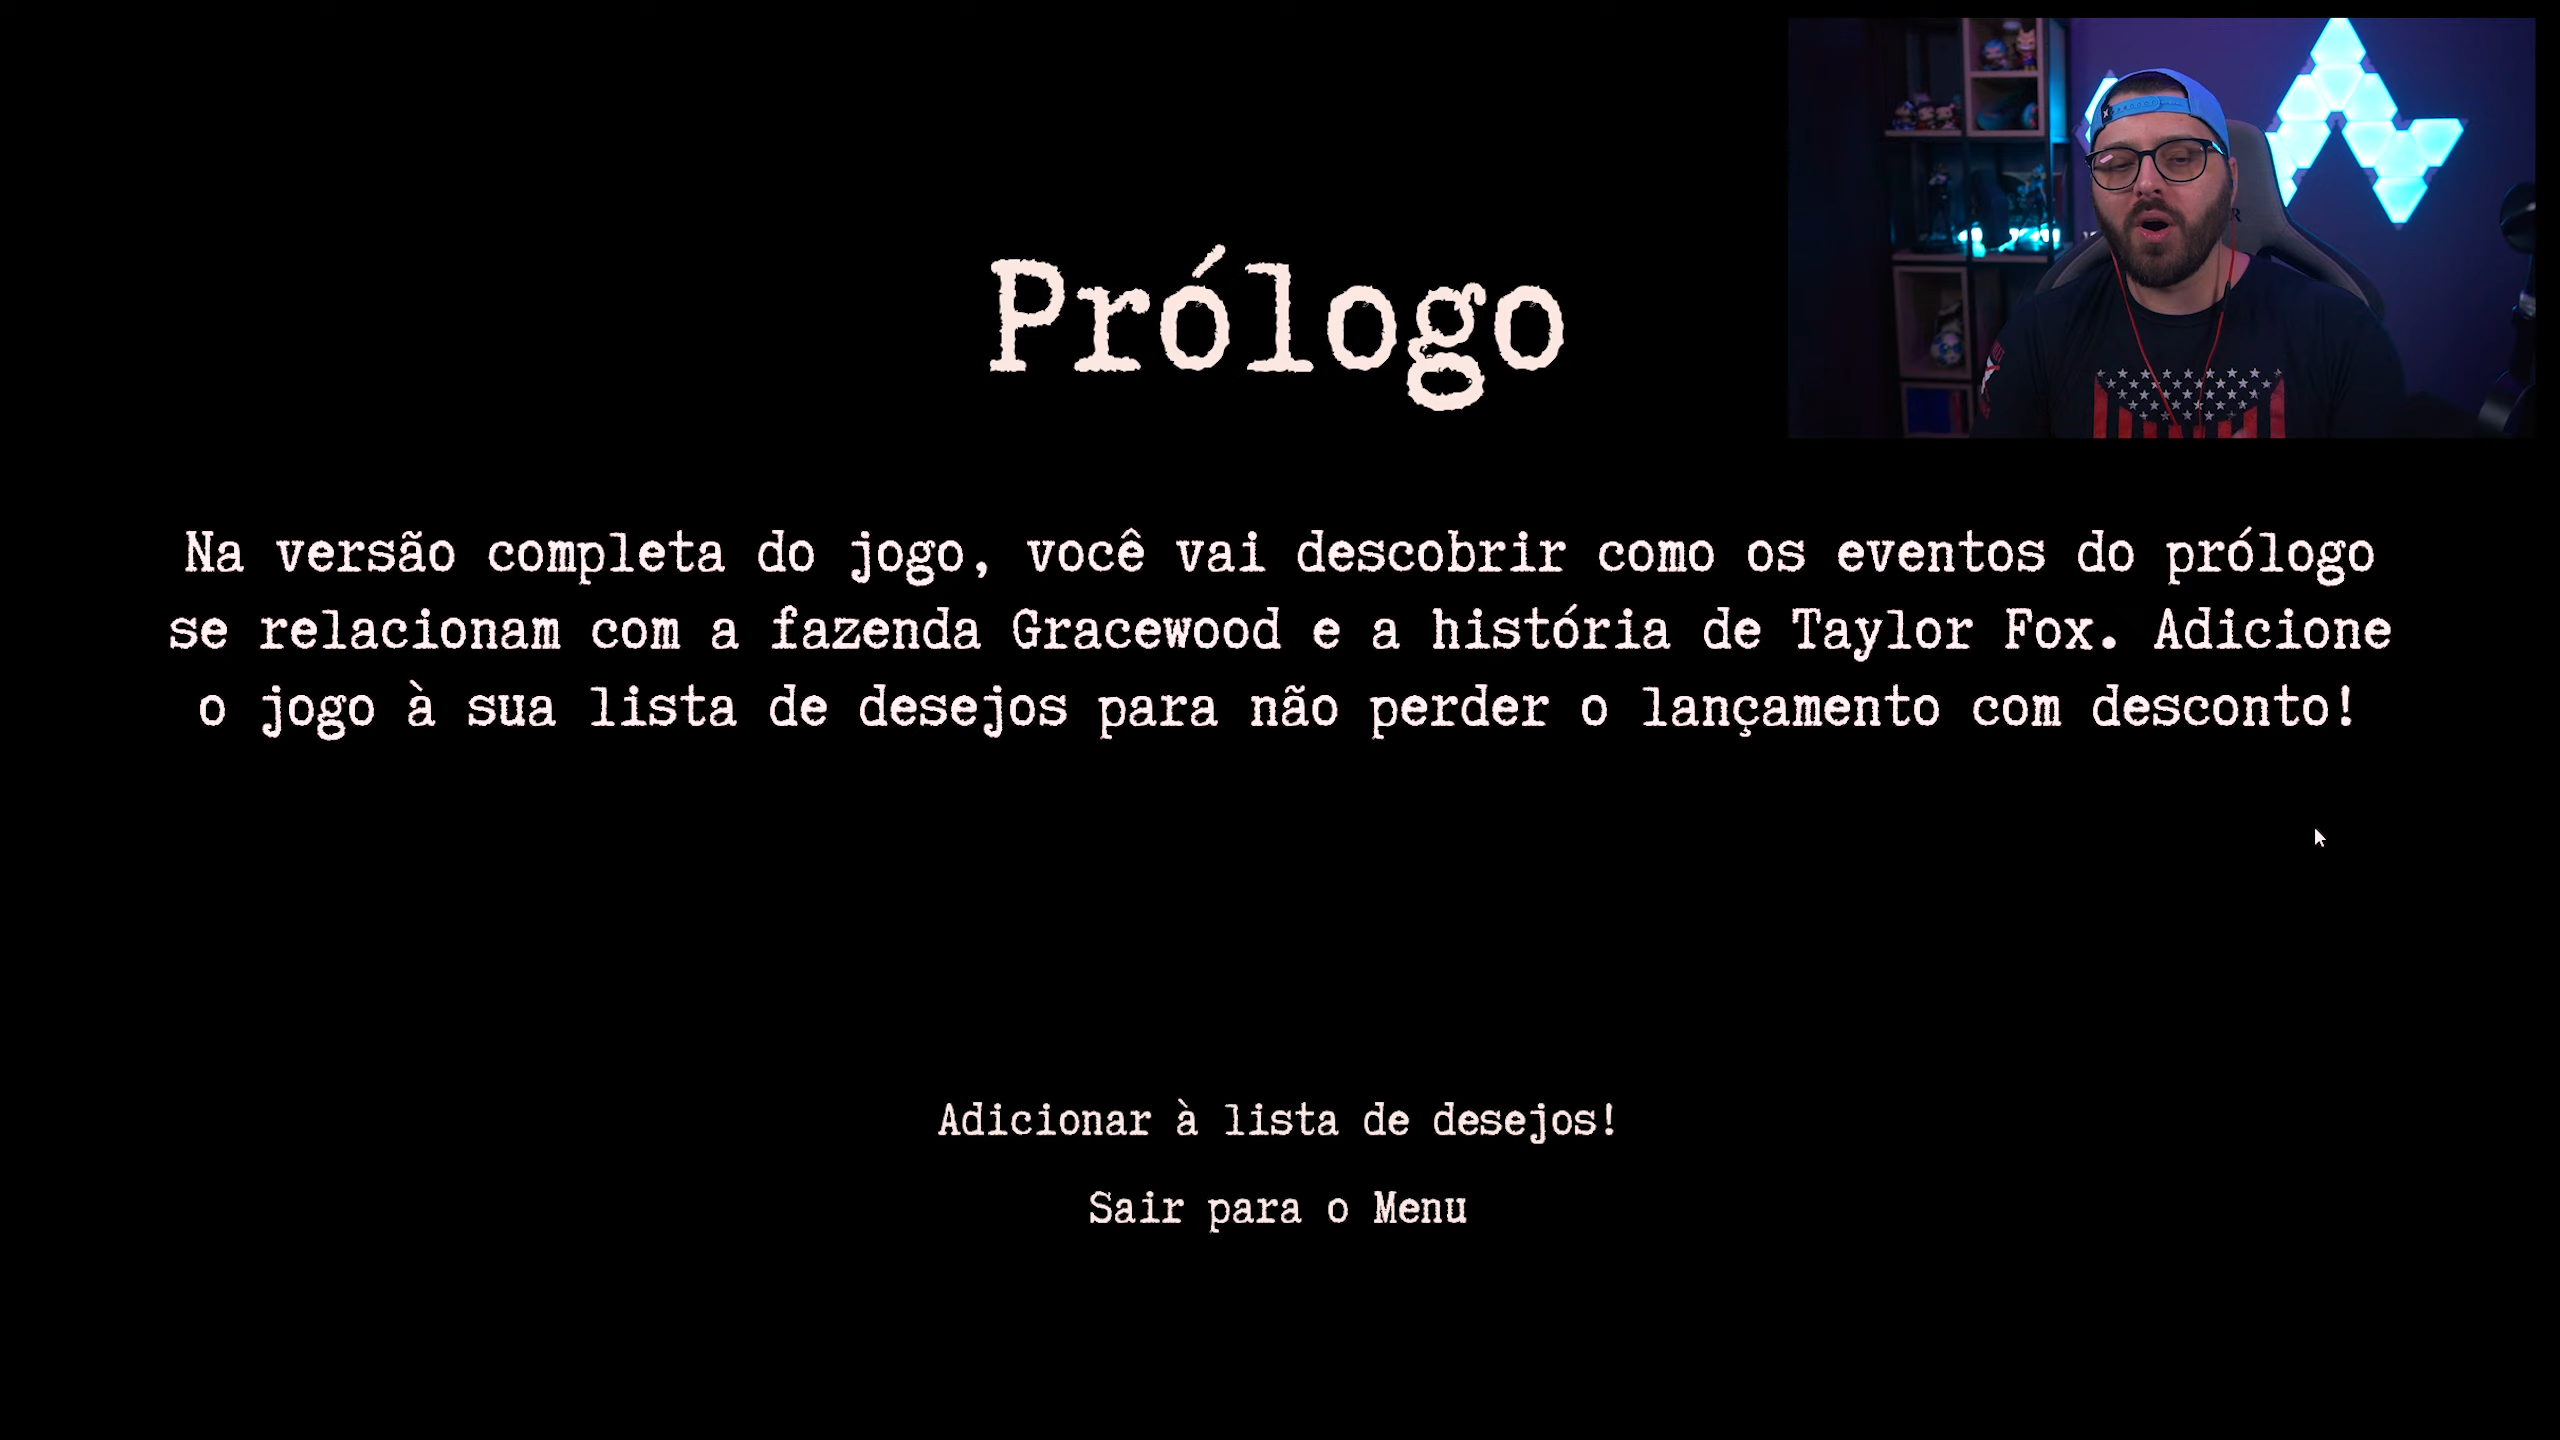 Prólogo
Na versão completa do jogo, você vai descobrir como os eventos do prólogo
se relacionam com a fazenda Gracewood e a história de Taylor Fox. Adicione
o jogo à sua lista de desejos para não perder o lançamento com desconto!
Adicionar à lista de desejos!
Sair para o Menu